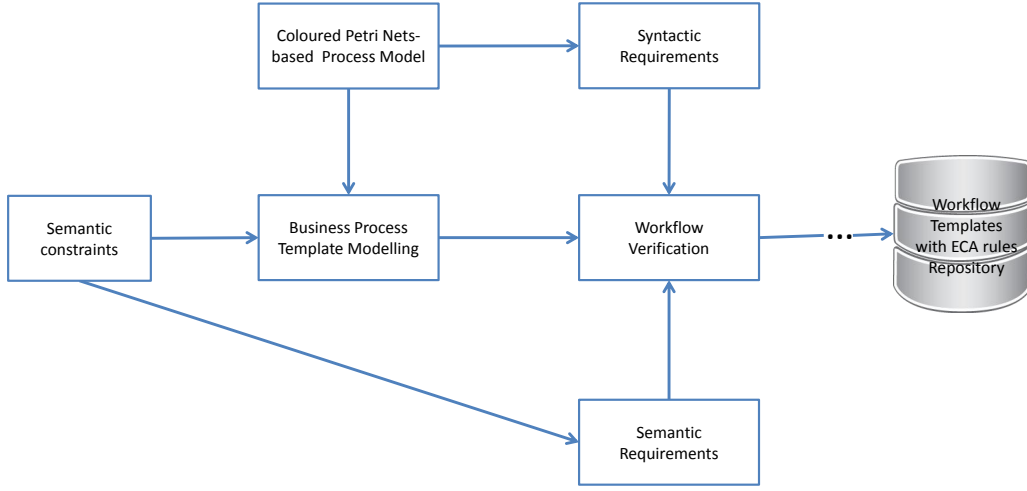 Coloured Petri Nets-
based Process Model
Syntactic
Requirements
Semantic
constraints
Business Process
Template Modelling
Workflow
Verification
...
Workflow
Templates
with ECA rules
Repository
Semantic
Requirements